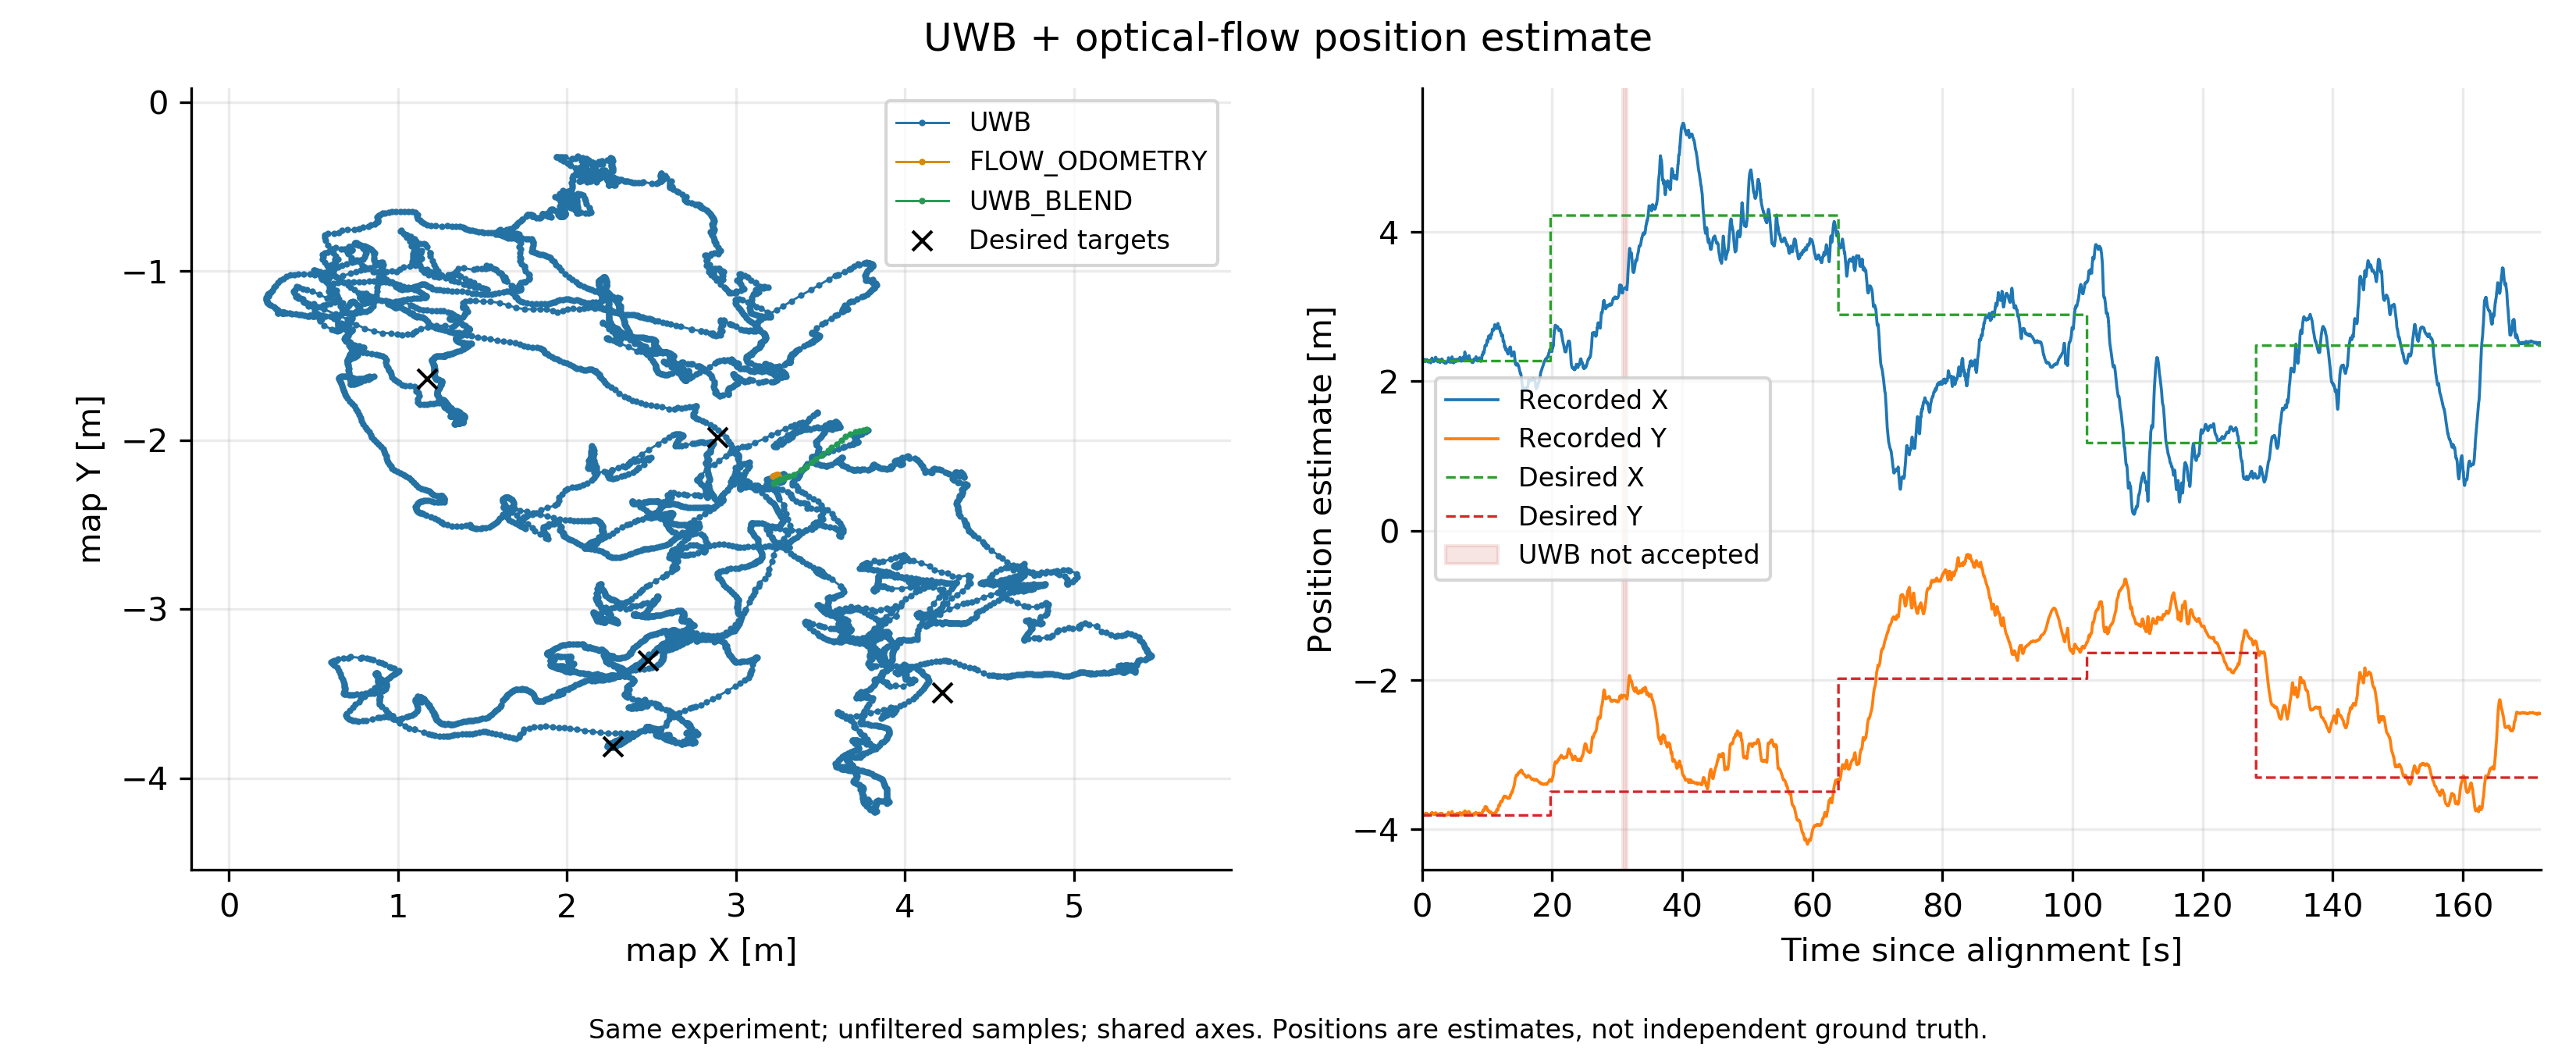 UWB + optical-flow position estimate
0
−1
−2
−3
−4
map Y [m]
0
1
2
3
4
5
map X [m]
UWB
FLOW_ODOMETRY
UWB_BLEND
Desired targets
4
2
0
−2
−4
Position estimate [m]
0
20
40
60
80
100
120
140
160
Time since alignment [s]
Recorded X
Recorded Y
Desired X
Desired Y
UWB not accepted
Same experiment; unfiltered samples; shared axes. Positions are estimates, not independent ground truth.